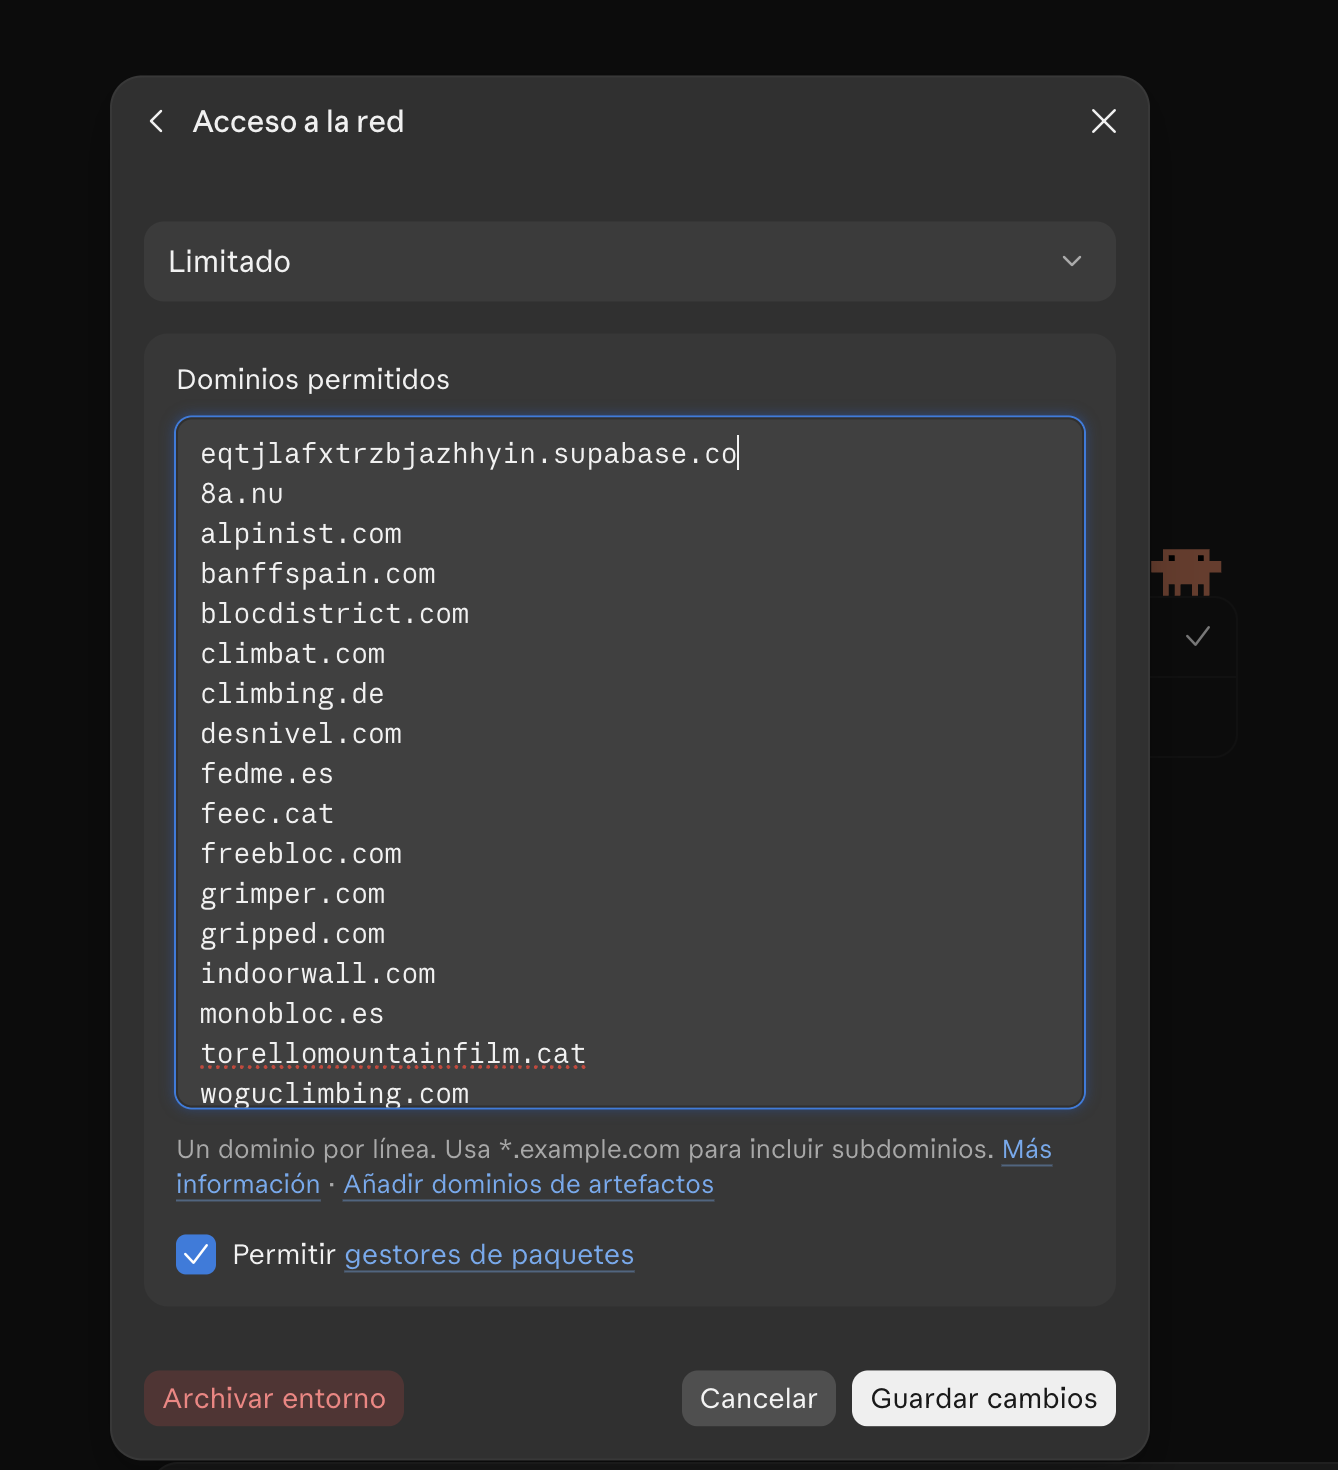 Acceso a la red
Limitado
Dominios permitidos
eqtjlafxtrzbjazhhyin.supabase.co
8a.nu
alpinist.com
banffspain.com
blocdistrict.com
climbat.com
climbing.de
desnivel.com
fedme.es
feec.cat
freebloc.com
grimper.com
gripped.com
indoorwall.com
monobloc.es
torellomountainfilm.cat
woguclimbing.com
Un dominio por línea. Usa *.example.com para incluir subdominios. Más
información · Añadir dominios de artefactos
Permitir gestores de paquetes
Archivar entorno
Cancelar
Guardar cambios